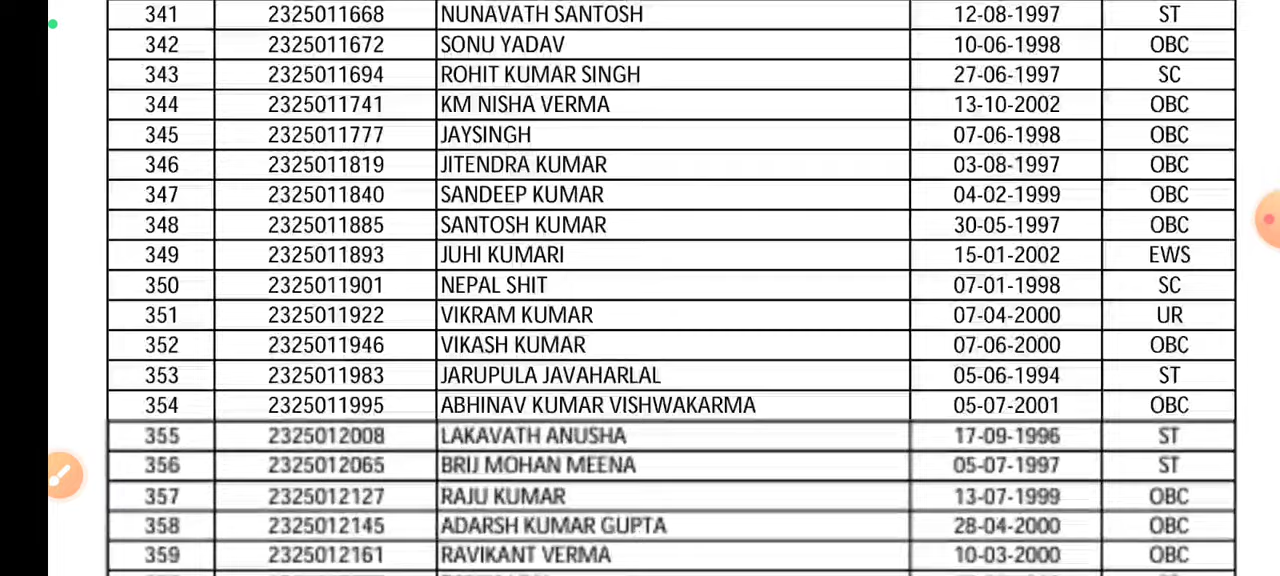 341 2325011668 NUNAVATH SANTOSH 12-08-1997 ST
342 2325011672 SONU YADAV 10-06-1998 OBC
343 2325011694 ROHIT KUMAR SINGH 27-06-1997 SC
344 2325011741 KM NISHA VERMA 13-10-2002 OBC
345 2325011777 JAYSINGH 07-06-1998 OBC
346 2325011819 JITENDRA KUMAR 03-08-1997 OBC
347 2325011840 SANDEEP KUMAR 04-02-1999 OBC
348 2325011885 SANTOSH KUMAR 30-05-1997 OBC
349 2325011893 JUHI KUMARI 15-01-2002 EWS
350 2325011901 NEPAL SHIT 07-01-1998 SC
351 2325011922 VIKRAM KUMAR 07-04-2000 UR
352 2325011946 VIKASH KUMAR 07-06-2000 OBC
353 2325011983 JARUPULA JAVAHARLAL 05-06-1994 ST
354 2325011995 ABHINAV KUMAR VISHWAKARMA 05-07-2001 OBC
355 2325012008 LAKAVATH ANUSHA 17-09-1996 ST
356 2325012065 BRIJ MOHAN MEENA 05-07-1997 ST
357 2325012127 RAJU KUMAR 13-07-1999 OBC
358 2325012145 ADARSH KUMAR GUPTA 28-04-2000 OBC
359 2325012161 RAVIKANT VERMA 10-03-2000 OBC